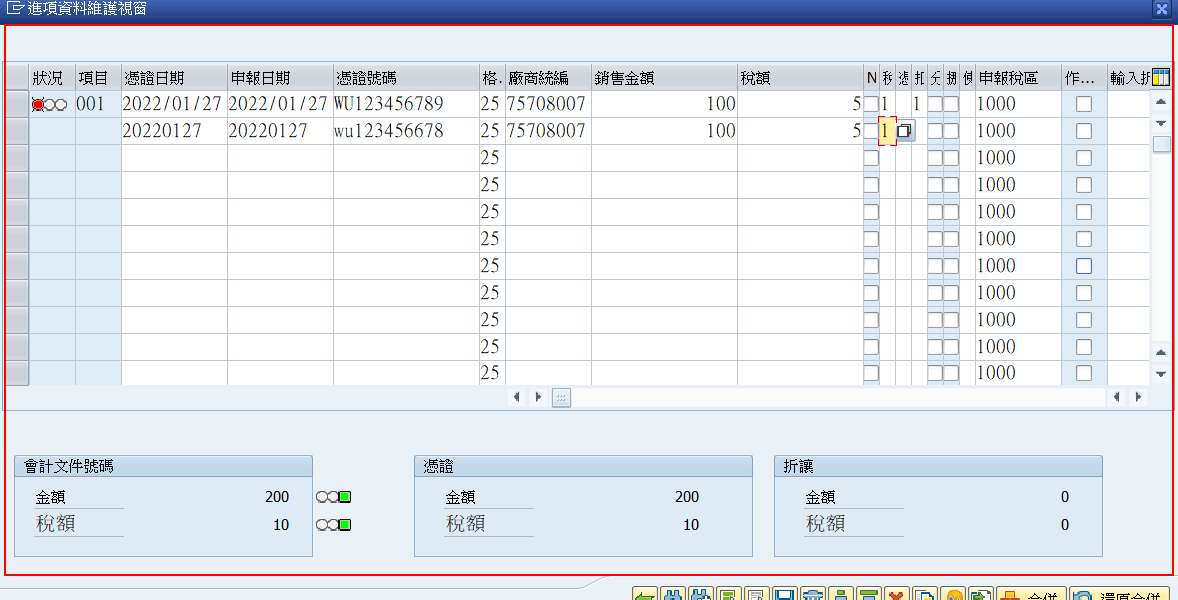 進項資料維護視窗
狀況 項目 憑證日期 申報日期 憑證號碼 格. 廠商統編 銷售金額 稅額 N 稅 憑 扣 分 捆 使 申報稅區 作... 輸入折
001 2022/01/27 2022/01/27 WU123456789 25 75708007 100 5 1 1 1000
20220127 20220127 wu123456678 25 75708007 100 5 1 1000
25 1000
25 1000
25 1000
25 1000
25 1000
25 1000
25 1000
25 1000
25 1000
會計文件號碼 憑證 折讓
金額 200 金額 200 金額 0
稅額 10 稅額 10 稅額 0
合併 還原合併